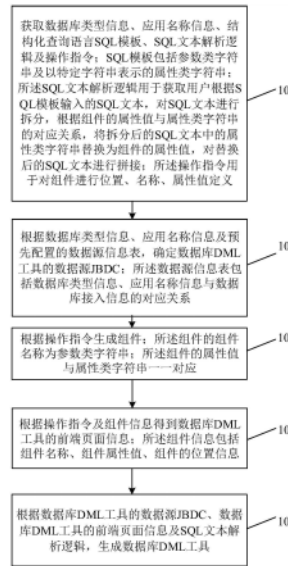 获取数据库类型信息、应用名称信息、结
构化查询语言SQL模板、SQL文本解析逻
辑及操作指令；SQL模板包括参数类字符
串及以特定字符串表示的属性类字符串；
所述SQL文本解析逻辑用于获取用户根据S
QL模板输入的SQL文本，对SQL文本进行
拆分，根据组件的属性值与属性类字符串
的对应关系，将拆分后的SQL文本中的属
性类字符串替换为组件的属性值，对替换
后的SQL文本进行拼接；所述操作指令用
于对组件进行位置、名称、属性值定义
10
根据数据库类型信息、应用名称信息及预
先配置的数据源信息表，确定数据库DML
工具的数据源JBDC；所述数据源信息表包
括数据库类型信息、应用名称信息与数据
库接入信息的对应关系
10
根据操作指令生成组件；所述组件的组件
名称为参数类字符串；所述组件的属性值
与属性类字符串一一对应
10
根据操作指令及组件信息得到数据库DML
工具的前端页面信息；所述组件信息包括
组件名称、组件属性值、组件的位置信息
10
根据数据库DML工具的数据源JBDC、数据
库DML工具的前端页面信息及SQL文本解
析逻辑，生成数据库DML工具
10